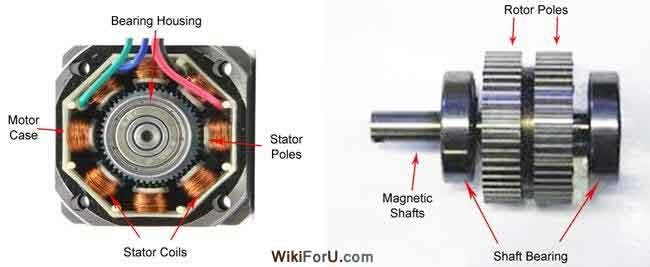 Bearing Housing
Rotor Poles
Motor
Case
Stator
Poles
Magnetic
Shafts
Stator Coils
WikiForU.com
Shaft Bearing